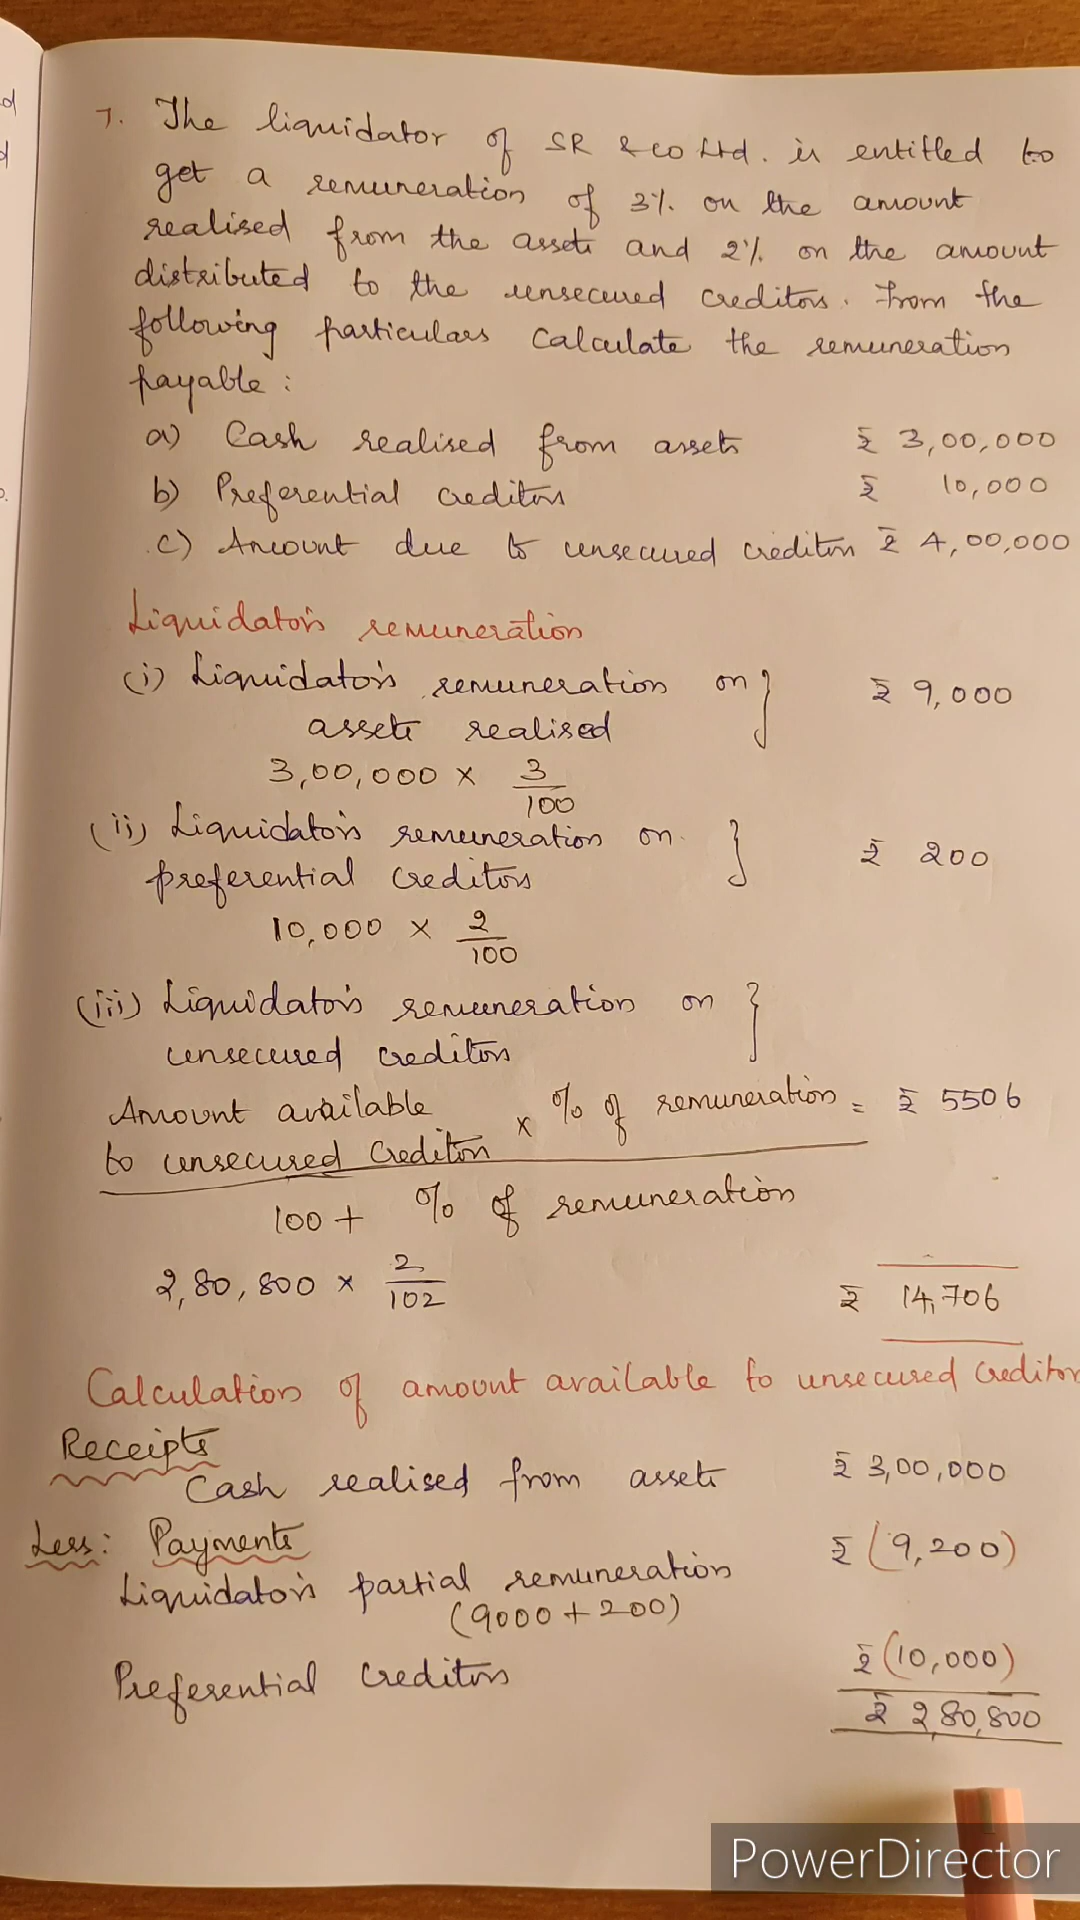 d
d
7. The liquidator of SR & co Ltd. is entitled to
get a remuneration of 3% on the amount
realised from the assets and 2% on the amount
distributed to the unsecured creditors. From the
following particulars Calculate the remuneration
payable :
a) Cash realised from assets ₹ 3,00,000
b) Preferential creditors ₹ 10,000
c) Amount due to unsecured creditors ₹ 4,00,000
Liquidator's remuneration
(i) Liquidator's remuneration on } ₹ 9,000
assets realised
3,00,000 × 3/100
(ii) Liquidator's remuneration on } ₹ 200
preferential creditors
10,000 × 2/100
(iii) Liquidator's remuneration on }
unsecured creditors
Amount available × % of remuneration = ₹ 5506
to unsecured Creditors
100 + % of remuneration
2,80,800 × 2/102
₹ 14,706
Calculation of amount available to unsecured Creditor
Receipts
Cash realised from assets ₹ 3,00,000
Less: Payments
Liquidator's partial remuneration ₹ (9,200)
(9000 + 200)
Preferential Creditors ₹ (10,000)
₹ 2,80,800
PowerDirector